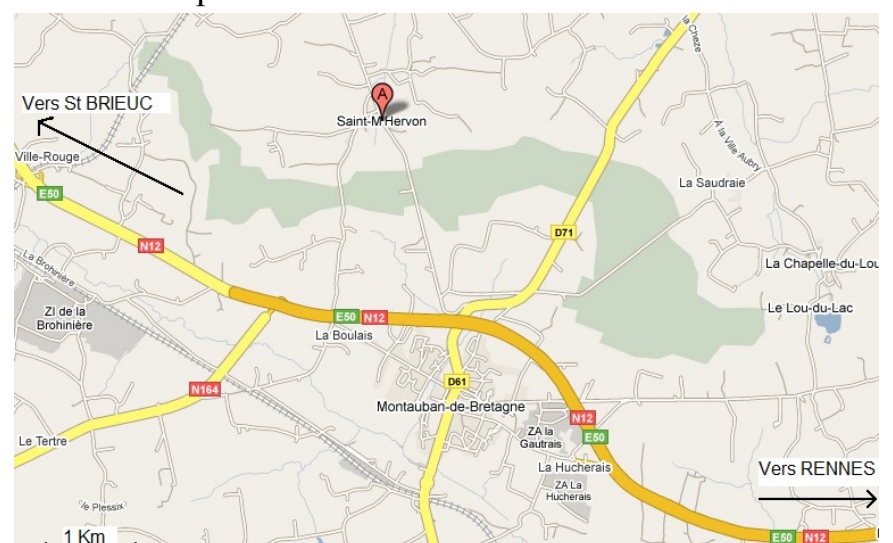 A
la Cheze
Vers St BRIEUC
Saint-M'Hervon
À la Ville Aubry
Ville-Rouge
La Saudraie
E50
D71
N12
La Brohinière
La Chapelle-du-Lou
ZI de la
Brohinière
E50 N12
Le Lou-du-Lac
La Boulais
N164
D61
Montauban-de-Bretagne
N12
ZA la
Gautrais
E50
Le Tertre
La Hucherais
Vers RENNES
ZA La
Hucherais
le Plessix
1 Km
E50 N12